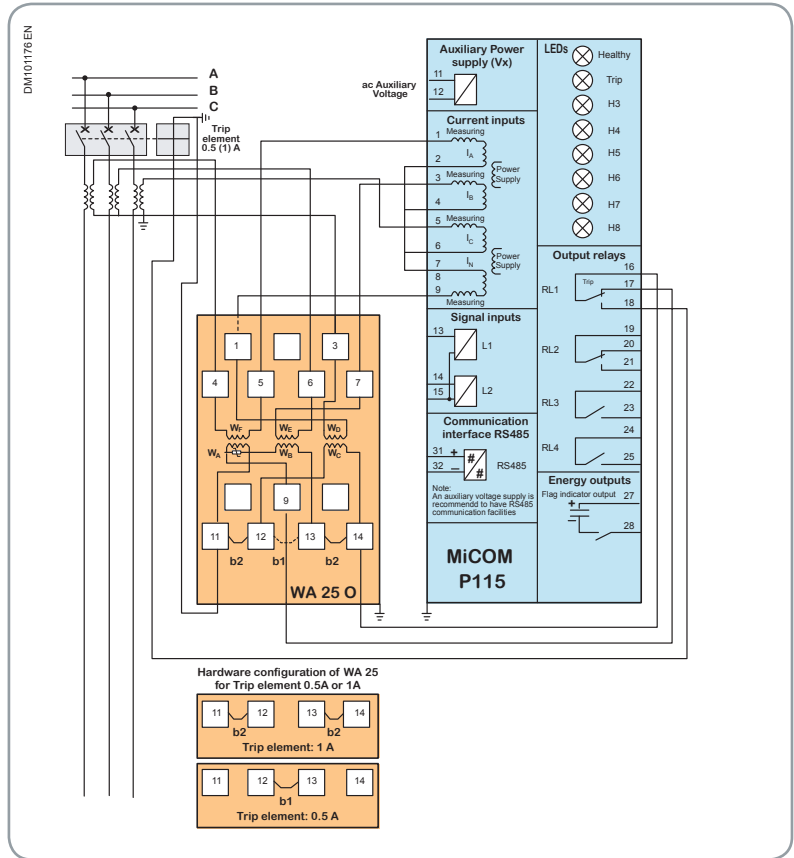 DM101176 EN
A
B
C
Trip
element
0.5 (1) A
ac Auxiliary
Voltage
Auxiliary Power
supply (Vx)
11
12
Current inputs
1
Measuring
IA
2
3
Measuring
Power
Supply
IB
4
5
Measuring
IC
6
7
IN
Power
Supply
8
9
Measuring
Signal inputs
13
L1
14
15
L2
Communication
interface RS485
31 +
32 –
#
/
#
RS485
Note:
An auxiliary voltage supply is
recommendd to have RS485
communication facilities
MiCOM
P115
LEDs
Healthy
Trip
H3
H4
H5
H6
H7
H8
Output relays
16
Trip
17
RL1
18
19
20
RL2
21
22
RL3
23
24
RL4
25
Energy outputs
Flag indicator output 27
+
–
28
1
3
4
5
6
7
WF
WE
WD
WA
WB
WC
9
11
12
13
14
b2
b1
b2
WA 25 O
Hardware configuration of WA 25
for Trip element 0.5A or 1A
11
12
13
14
b2
b2
Trip element: 1 A
11
12
13
14
b1
Trip element: 0.5 A